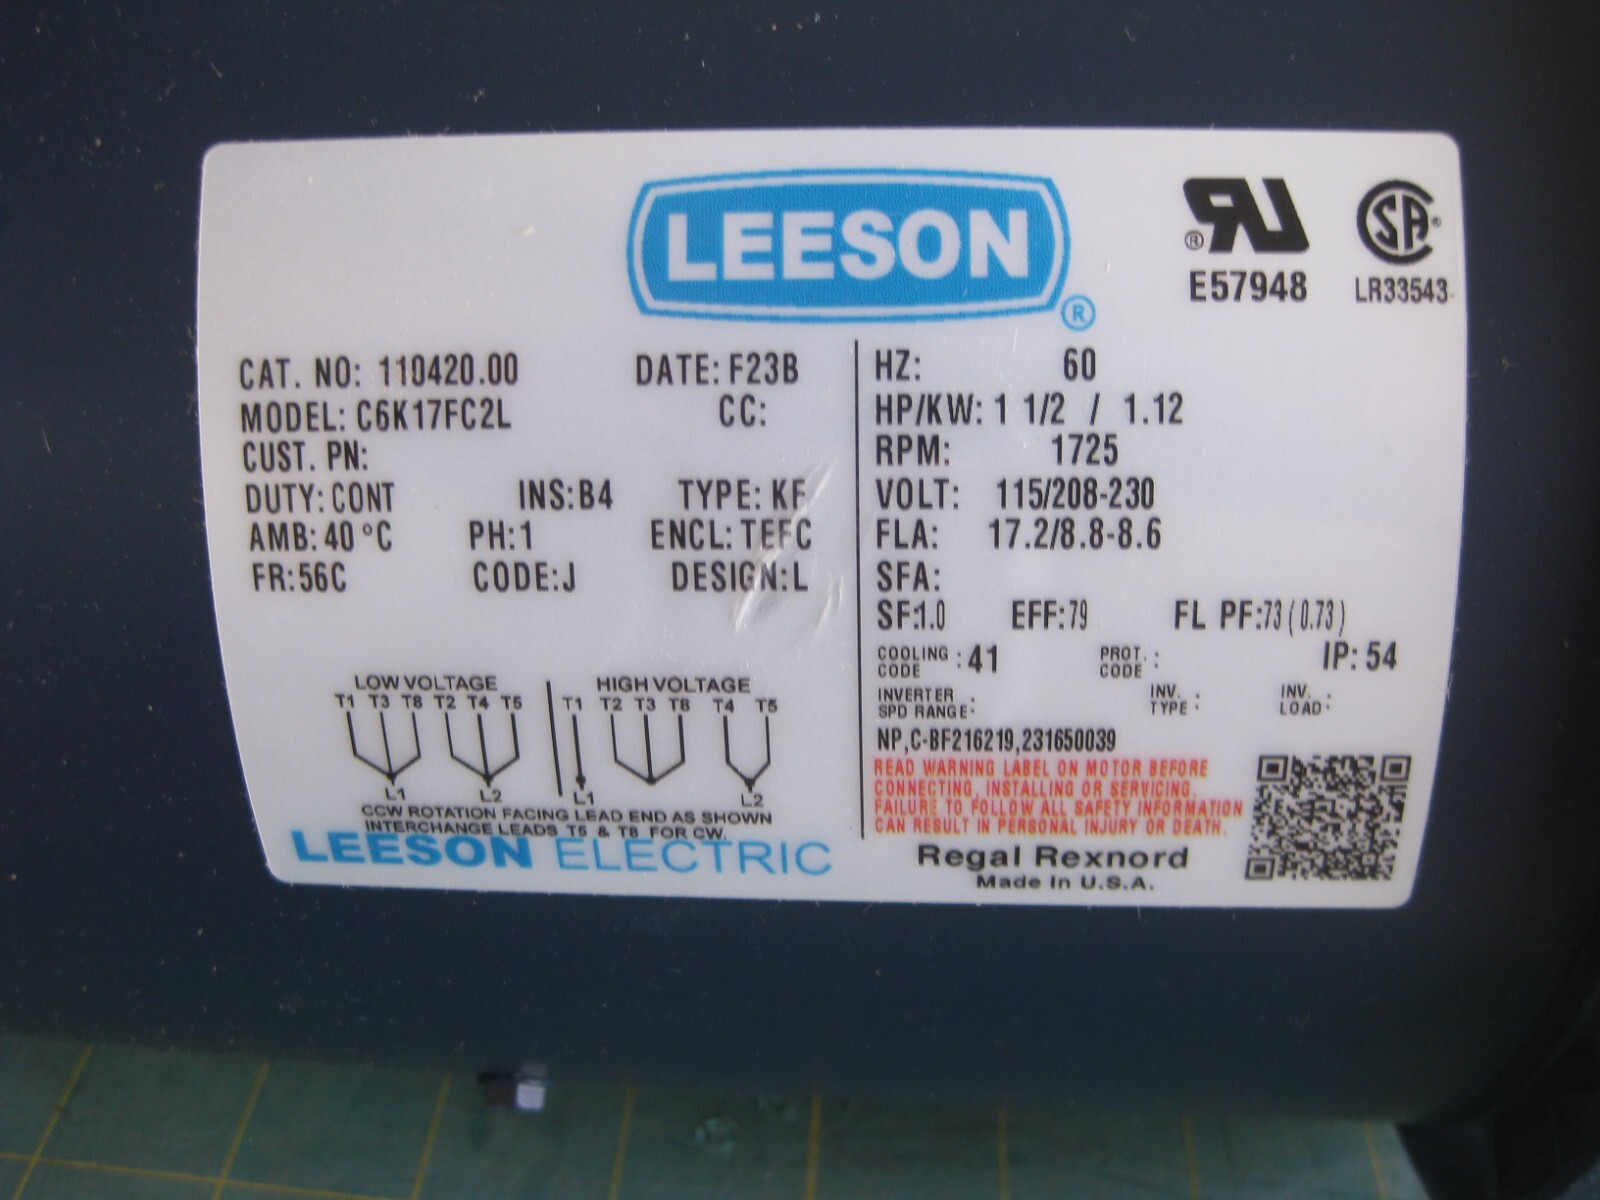 LEESON
®
®
E57948
LR33543
CAT. NO: 110420.00 DATE: F23B
MODEL: C6K17FC2L CC:
CUST. PN:
DUTY: CONT INS:B4 TYPE: KF
AMB: 40 °C PH:1 ENCL: TEFC
FR:56C CODE:J DESIGN:L
HZ: 60
HP/KW: 1 1/2 / 1.12
RPM: 1725
VOLT: 115/208-230
FLA: 17.2/8.8-8.6
SFA:
SF:1.0 EFF:79 FL PF:73(0.73)
COOLING CODE : 41 PROT. CODE : IP: 54
INVERTER SPD RANGE : INV. TYPE : INV. LOAD :
NP,C-BF216219,231650039
READ WARNING LABEL ON MOTOR BEFORE
CONNECTING, INSTALLING OR SERVICING.
FAILURE TO FOLLOW ALL SAFETY INFORMATION
CAN RESULT IN PERSONAL INJURY OR DEATH.
Regal Rexnord
Made In U.S.A.
LOW VOLTAGE HIGH VOLTAGE
T1 T3 T8 T2 T4 T5 T1 T2 T3 T8 T4 T5
L1 L2 L1 L2
CCW ROTATION FACING LEAD END AS SHOWN
INTERCHANGE LEADS T5 & T8 FOR CW.
LEESON ELECTRIC